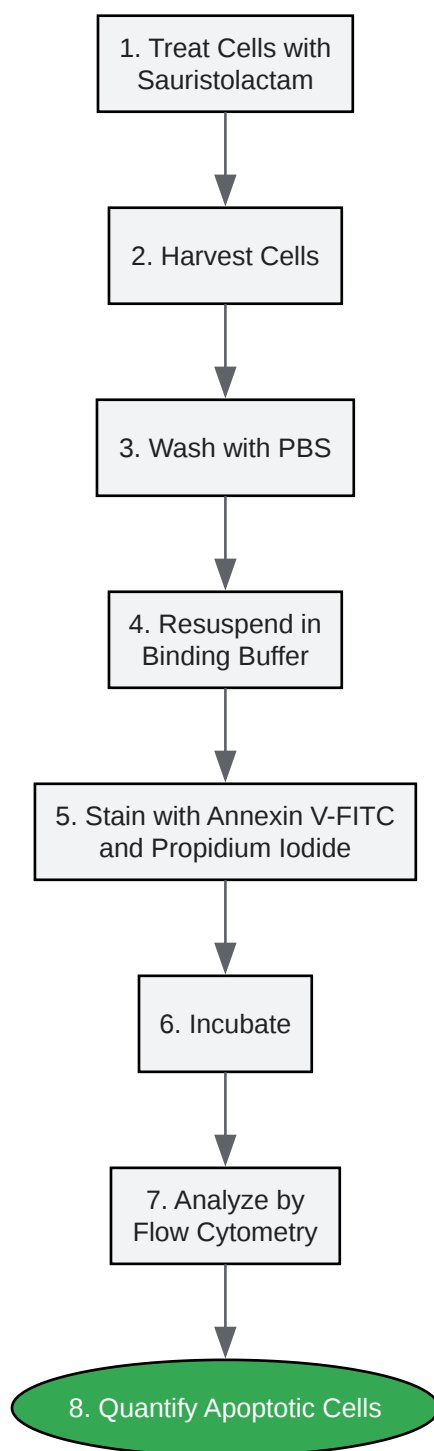 1. Treat Cells with
Sauristolactam
2. Harvest Cells
3. Wash with PBS
4. Resuspend in
Binding Buffer
5. Stain with Annexin V-FITC
and Propidium Iodide
6. Incubate
7. Analyze by
Flow Cytometry
8. Quantify Apoptotic Cells